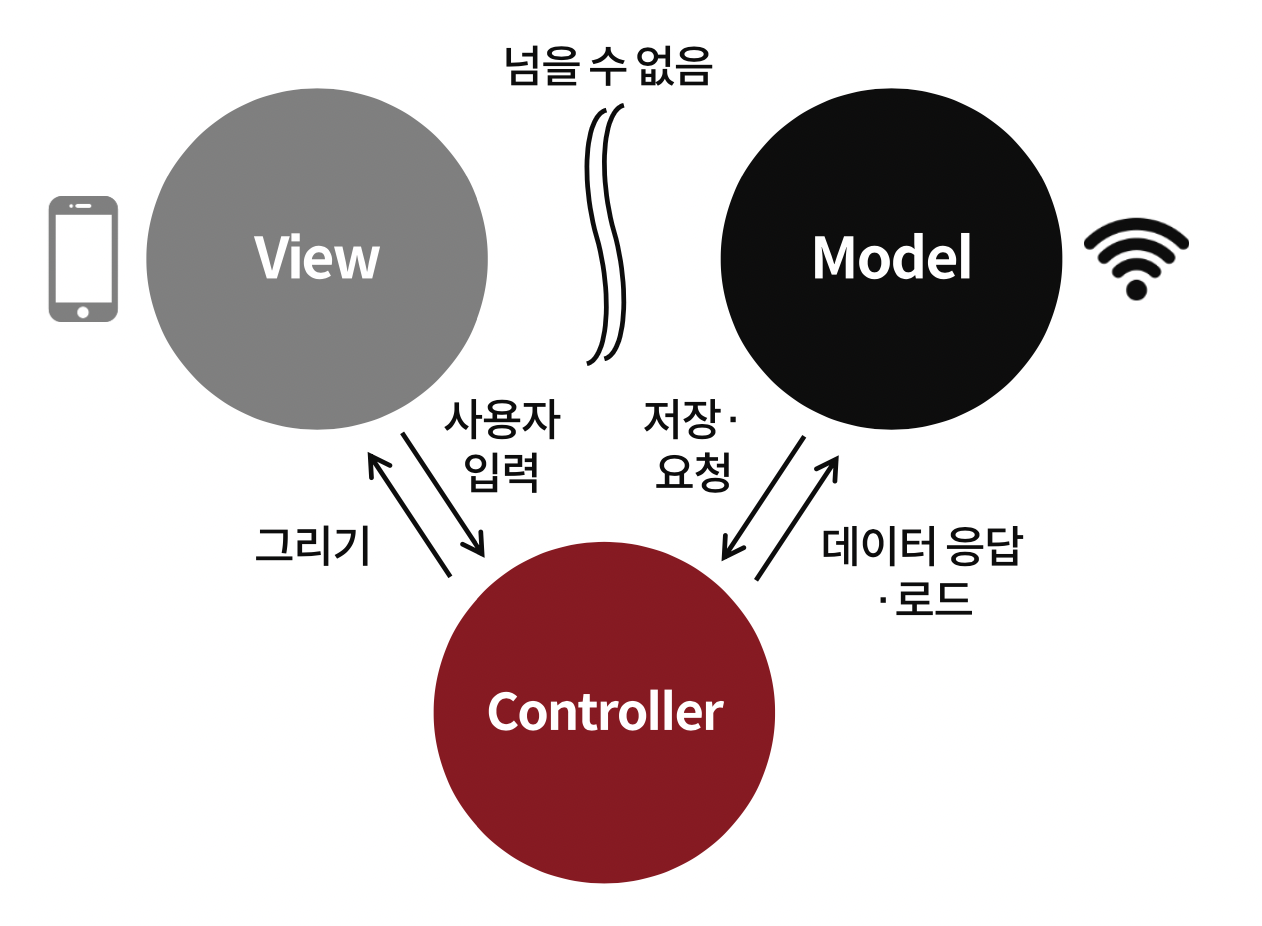 넘을 수 없음
View
Model
사용자
입력
저장·
요청
그리기
데이터 응답
·로드
Controller